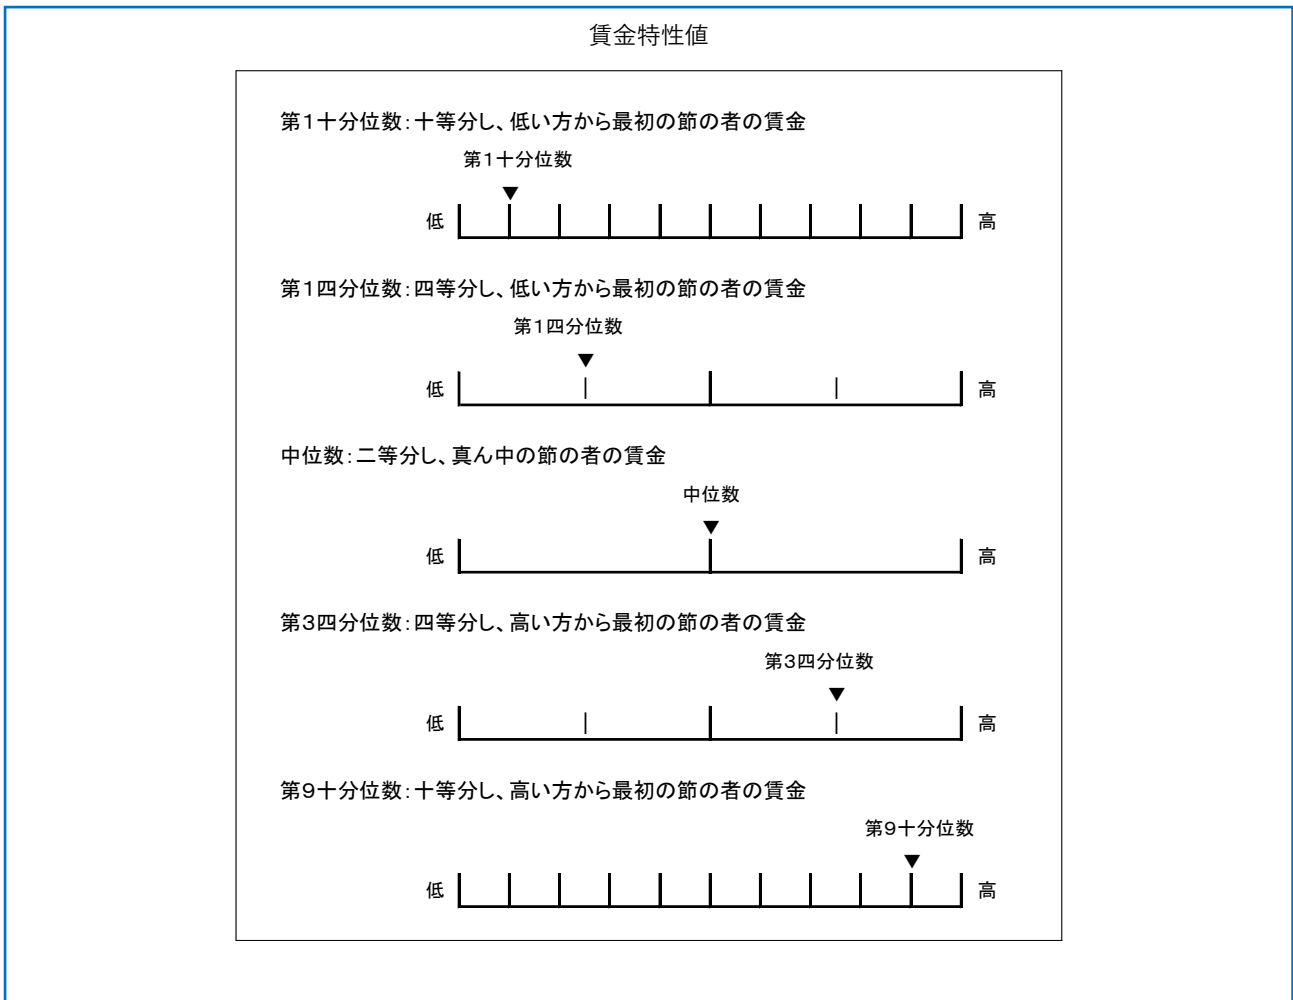 賃金特性値
第1十分位数:十等分し、低い方から最初の節の者の賃金
第1十分位数
▼
低 高
第1四分位数:四等分し、低い方から最初の節の者の賃金
第1四分位数
▼
低 高
中位数:二等分し、真ん中の節の者の賃金
中位数
▼
低 高
第3四分位数:四等分し、高い方から最初の節の者の賃金
第3四分位数
▼
低 高
第9十分位数:十等分し、高い方から最初の節の者の賃金
第9十分位数
▼
低 高